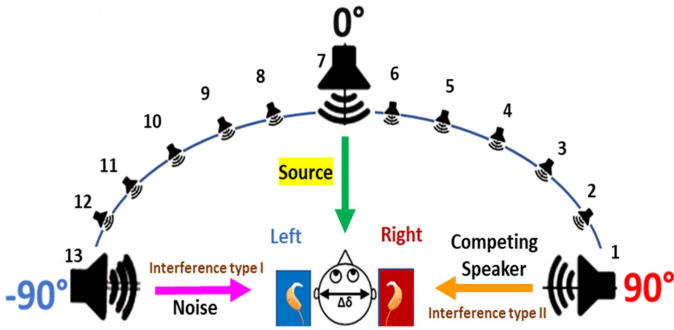 0°
7
8
6
9
5
10
4
11
3
12
2
Source
13
1
Left
Right
Competing
Speaker
-90°
Interference type I
Noise
Δδ
Interference type II
90°